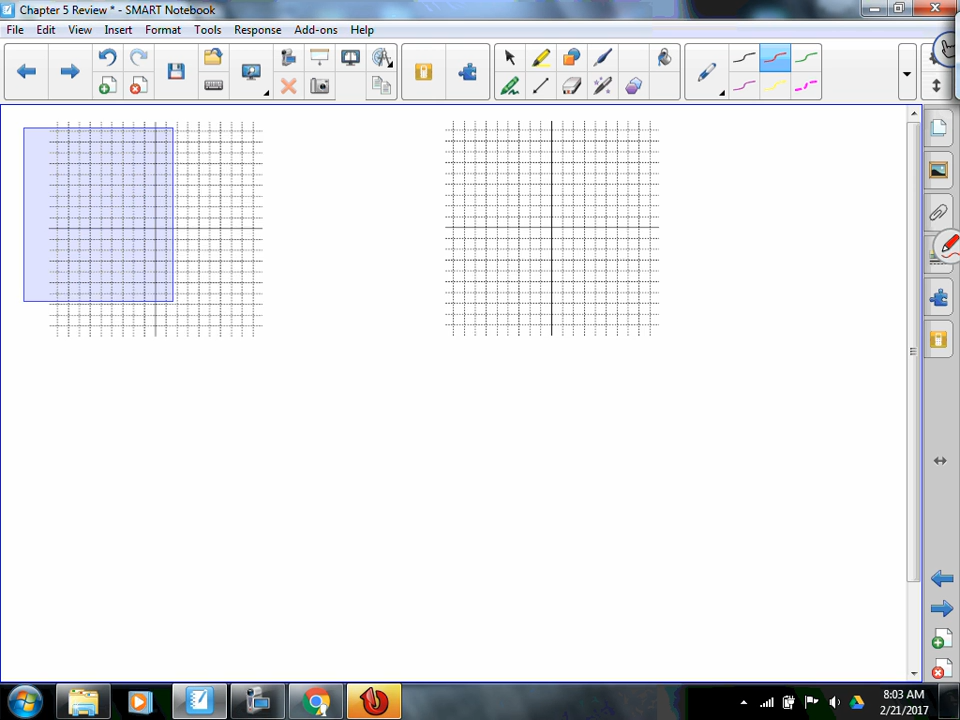 Chapter 5 Review * - SMART Notebook
File Edit View Insert Format Tools Response Add-ons Help
8:03 AM
2/21/2017